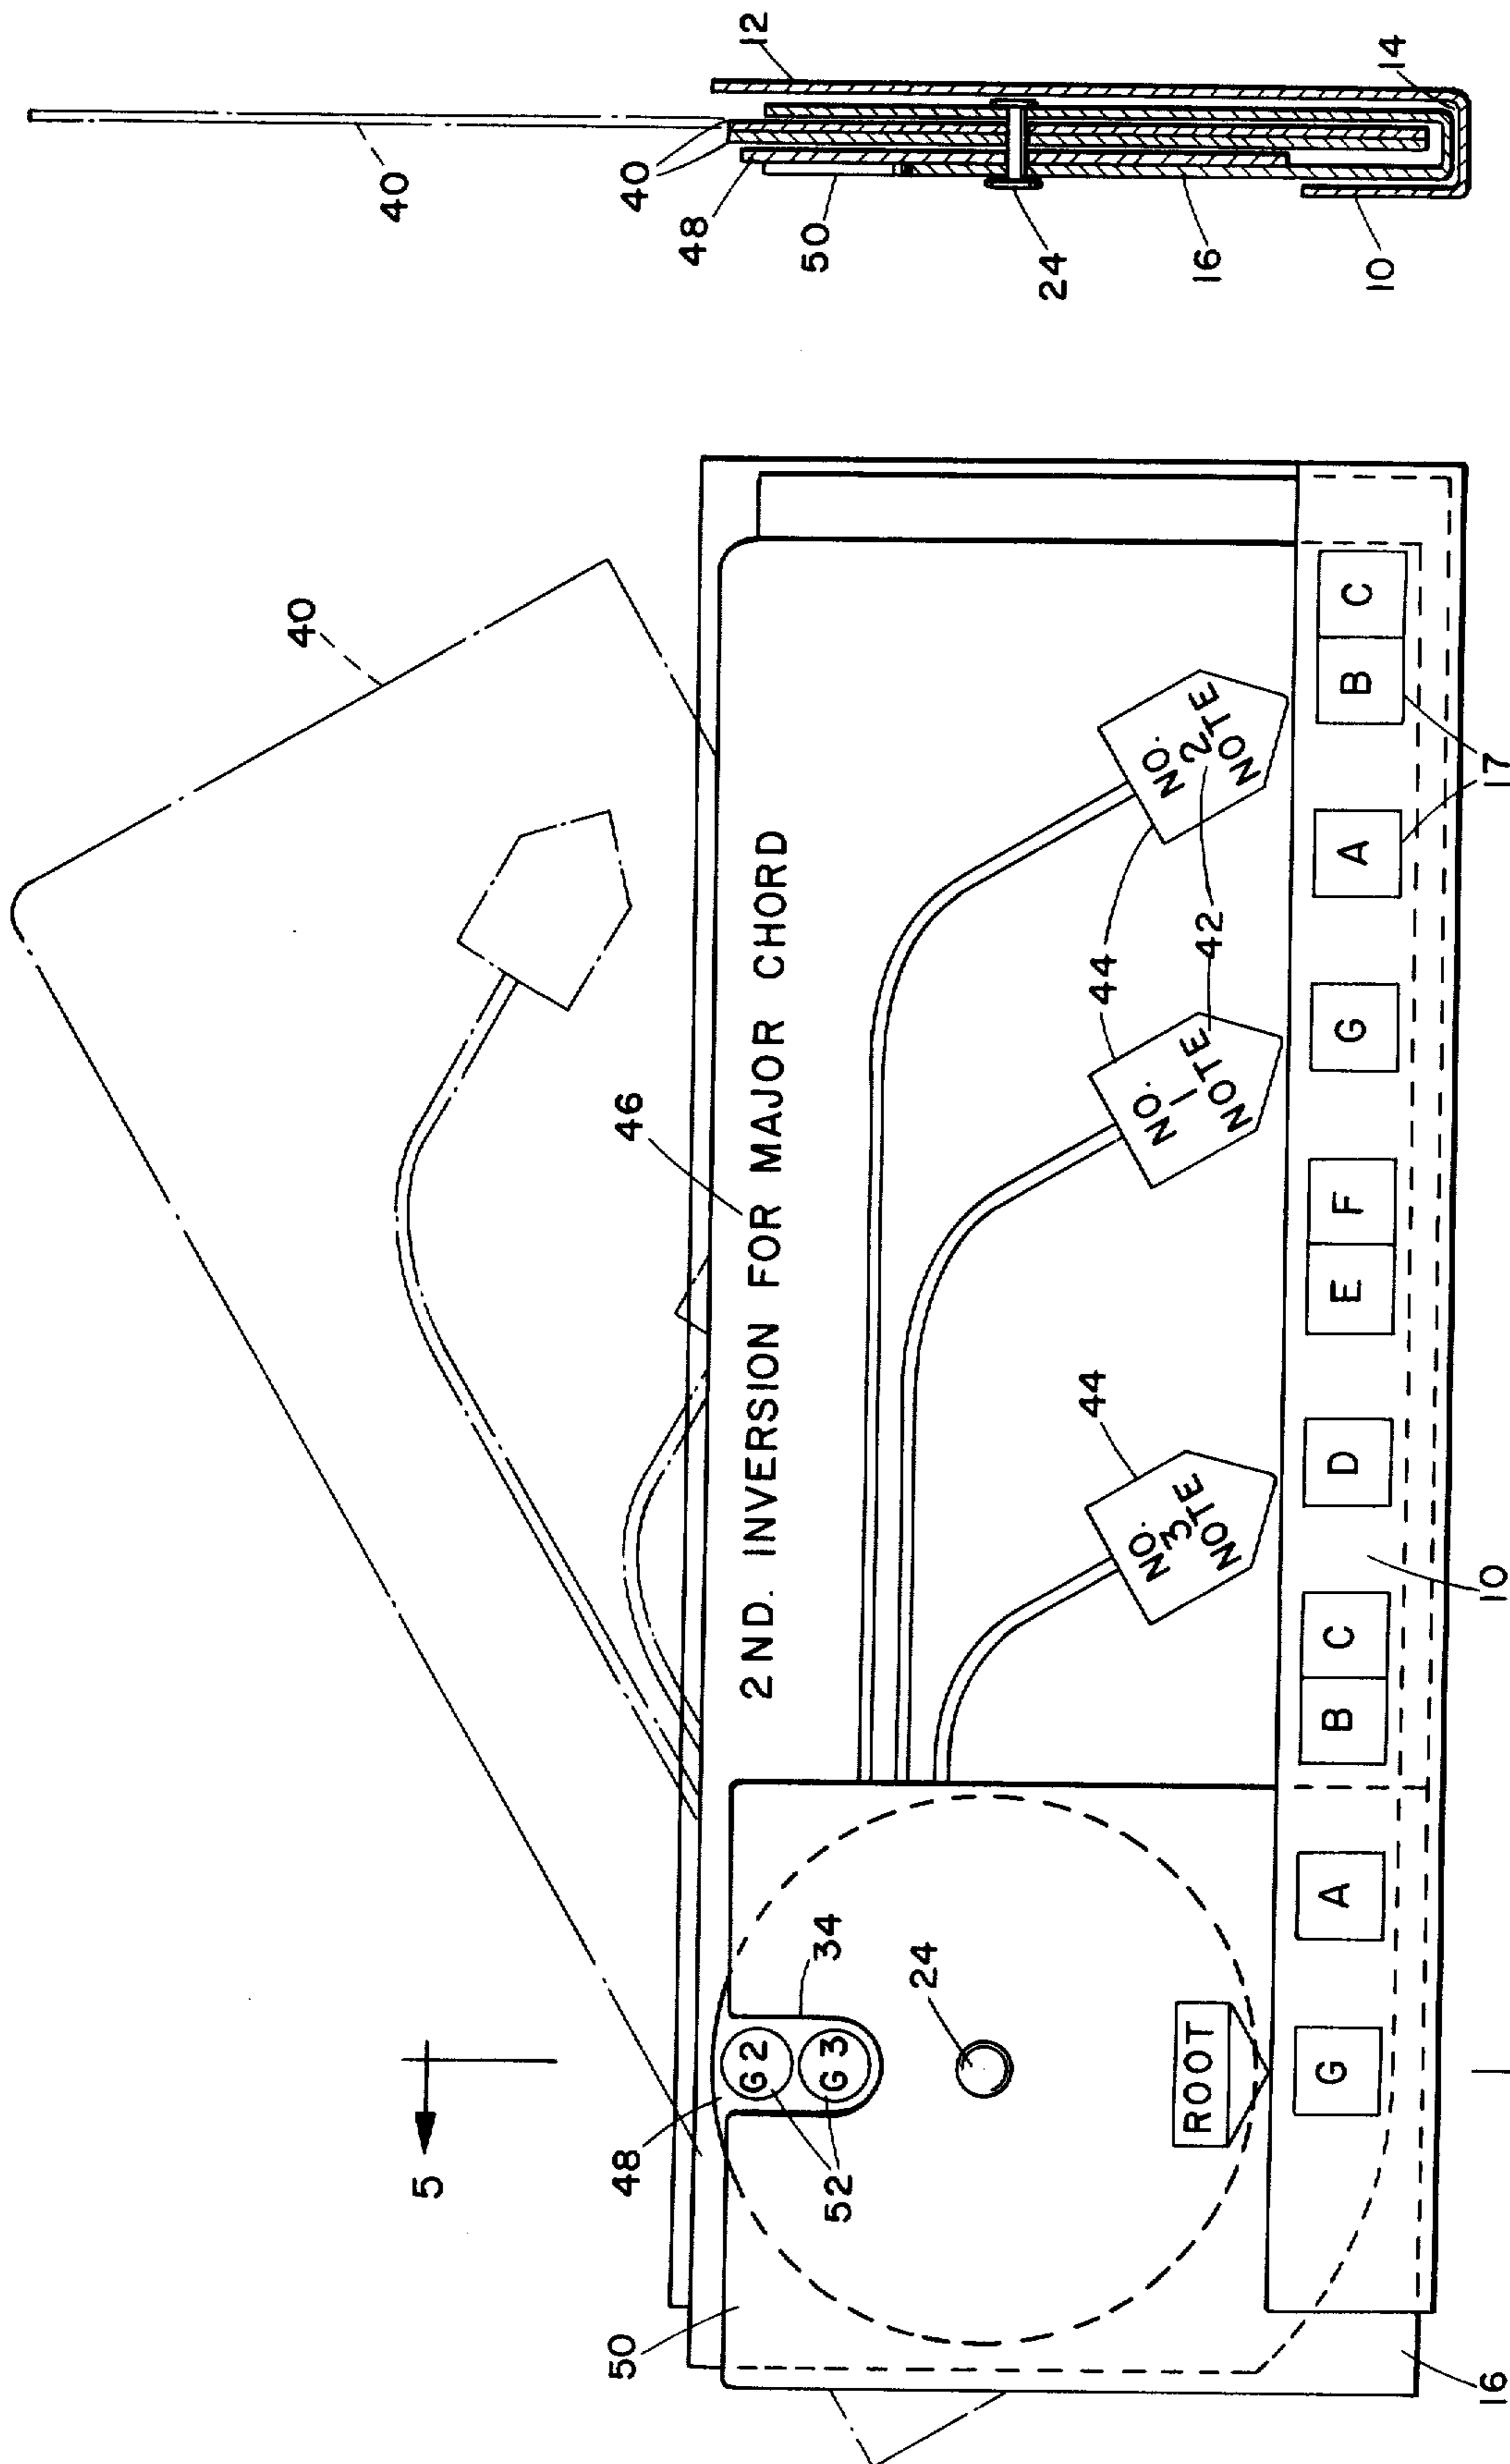 12
40
40
48
50
24
16
10
14
40
46
2ND. INVERSION FOR MAJOR CHORD
44
NO. 3 NOTE
44
NO. 1 NOTE
NO. 2 NOTE
42
5
48
G2
G3
52
34
24
50
ROOT
G A B C D E F G A B C
16
10
17